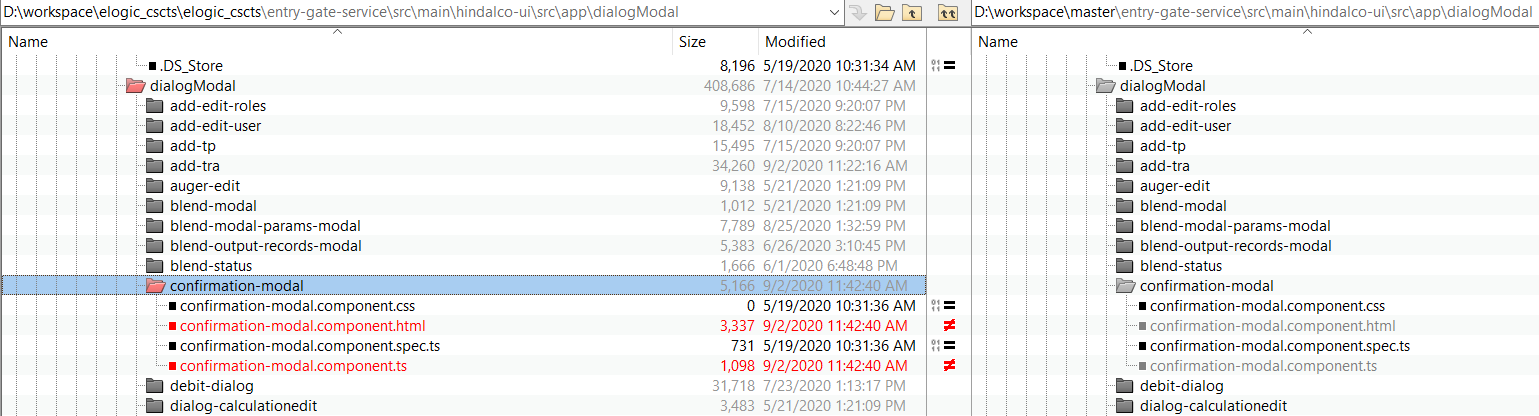 D:\workspace\elogic_cscts\elogic_cscts\entry-gate-service\src\main\hindalco-ui\src\app\dialogModal D:\workspace\master\entry-gate-service\src\main\hindalco-ui\src\app\dialogModal
Name Size Modified Name
.DS_Store 8,196 5/19/2020 10:31:34 AM = .DS_Store
dialogModal 408,686 7/14/2020 10:44:27 AM dialogModal
add-edit-roles 9,598 7/15/2020 9:20:07 PM add-edit-roles
add-edit-user 18,452 8/10/2020 8:22:46 PM add-edit-user
add-tp 15,495 7/15/2020 9:20:07 PM add-tp
add-tra 34,260 9/2/2020 11:22:16 AM add-tra
auger-edit 9,138 5/21/2020 1:21:09 PM auger-edit
blend-modal 1,012 5/21/2020 1:21:09 PM blend-modal
blend-modal-params-modal 7,789 8/25/2020 1:32:59 PM blend-modal-params-modal
blend-output-records-modal 5,383 6/26/2020 3:10:45 PM blend-output-records-modal
blend-status 1,666 6/1/2020 6:48:48 PM blend-status
confirmation-modal 5,166 9/2/2020 11:42:40 AM confirmation-modal
confirmation-modal.component.css 0 5/19/2020 10:31:36 AM = confirmation-modal.component.css
confirmation-modal.component.html 3,337 9/2/2020 11:42:40 AM ≠ confirmation-modal.component.html
confirmation-modal.component.spec.ts 731 5/19/2020 10:31:36 AM = confirmation-modal.component.spec.ts
confirmation-modal.component.ts 1,098 9/2/2020 11:42:40 AM ≠ confirmation-modal.component.ts
debit-dialog 31,718 7/23/2020 1:13:17 PM debit-dialog
dialog-calculationedit 3,483 5/21/2020 1:21:09 PM dialog-calculationedit